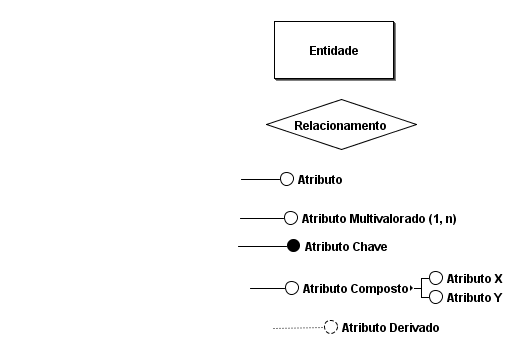 Entidade
Relacionamento
Atributo
Atributo Multivalorado (1, n)
Atributo Chave
Atributo Composto
Atributo X
Atributo Y
Atributo Derivado